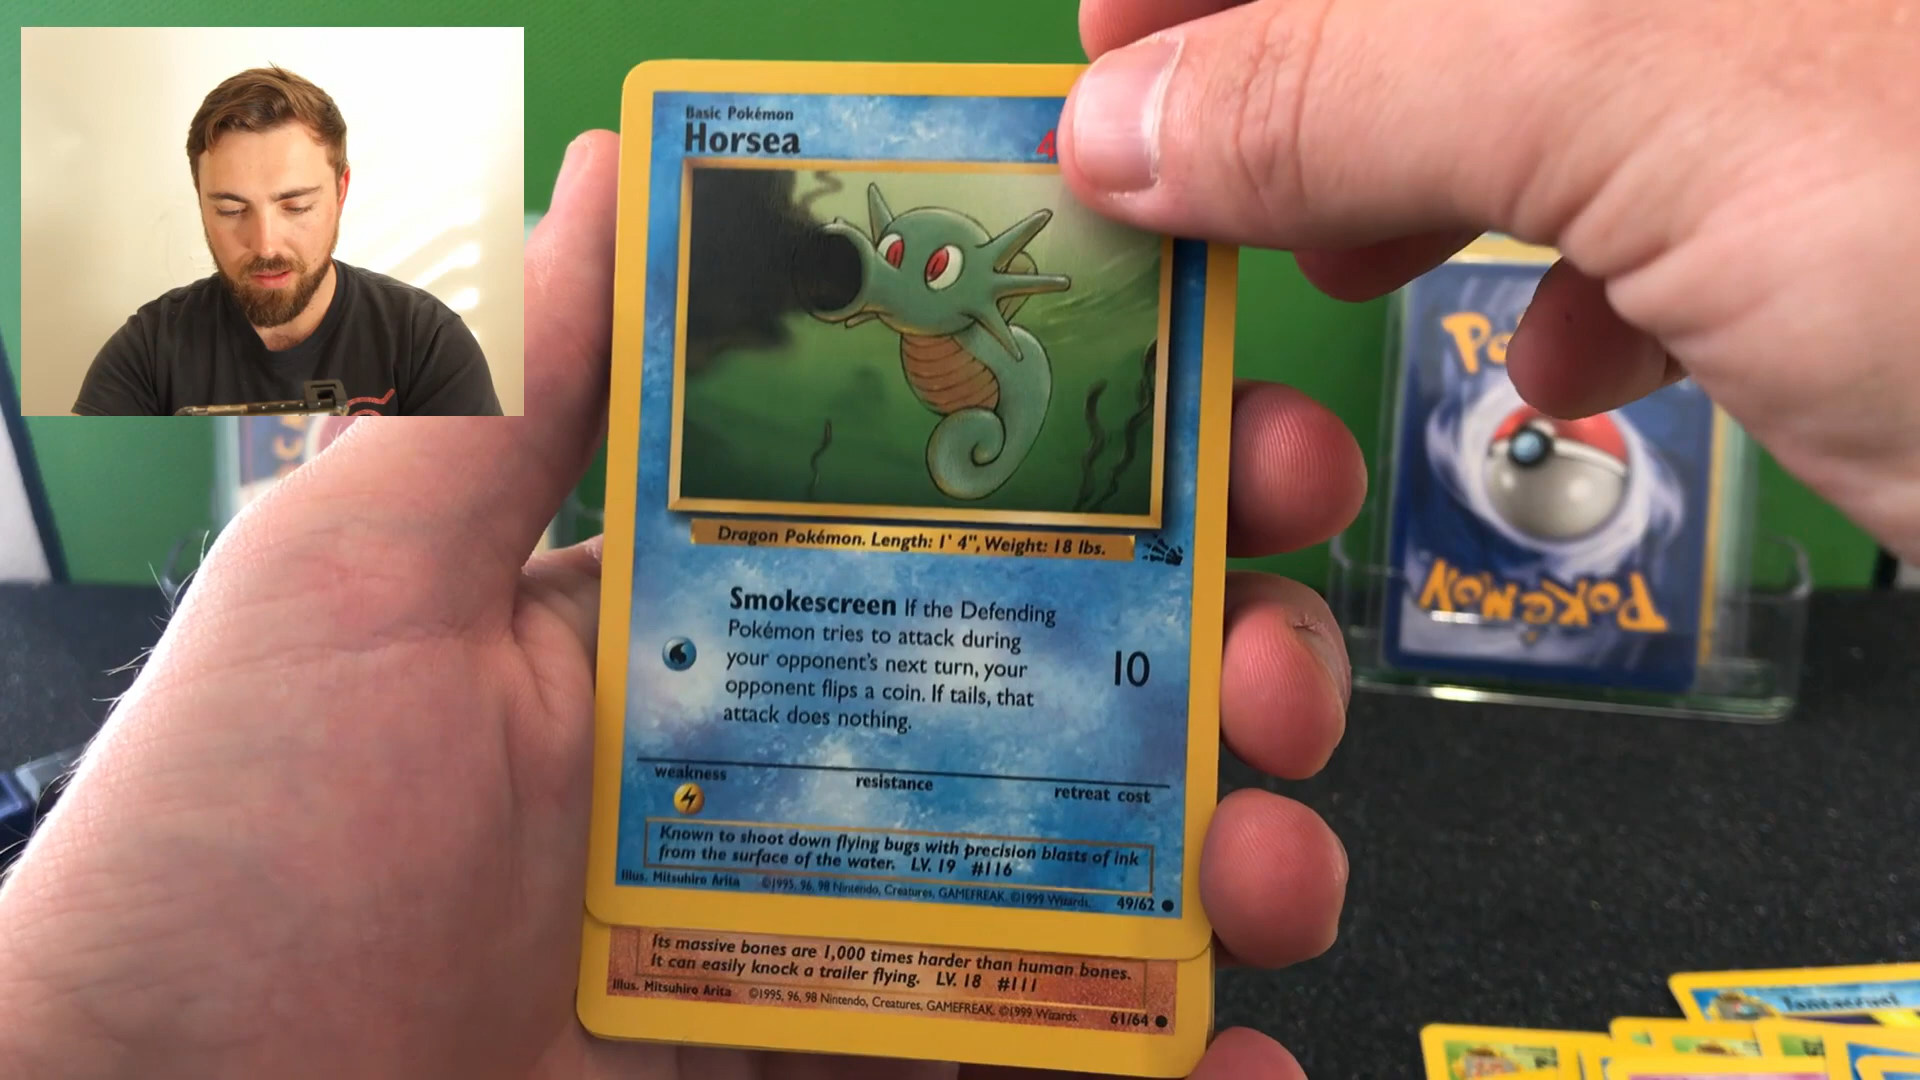 Basic Pokémon
Horsea
4
Dragon Pokémon. Length: 1' 4", Weight: 18 lbs.
Smokescreen If the Defending
Pokémon tries to attack during
your opponent's next turn, your
opponent flips a coin. If tails, that
attack does nothing.
10
weakness resistance retreat cost
Known to shoot down flying bugs with precision blasts of ink
from the surface of the water. LV. 19 #116
Illus. Mitsuhiro Arita ©1995, 96, 98 Nintendo, Creatures, GAMEFREAK. ©1999 Wizards. 49/62
Its massive bones are 1,000 times harder than human bones.
It can easily knock a trailer flying. LV. 18 #111
Illus. Mitsuhiro Arita ©1995, 96, 98 Nintendo, Creatures, GAMEFREAK. ©1999 Wizards. 61/64
Po
POKéMON
Tentacruel